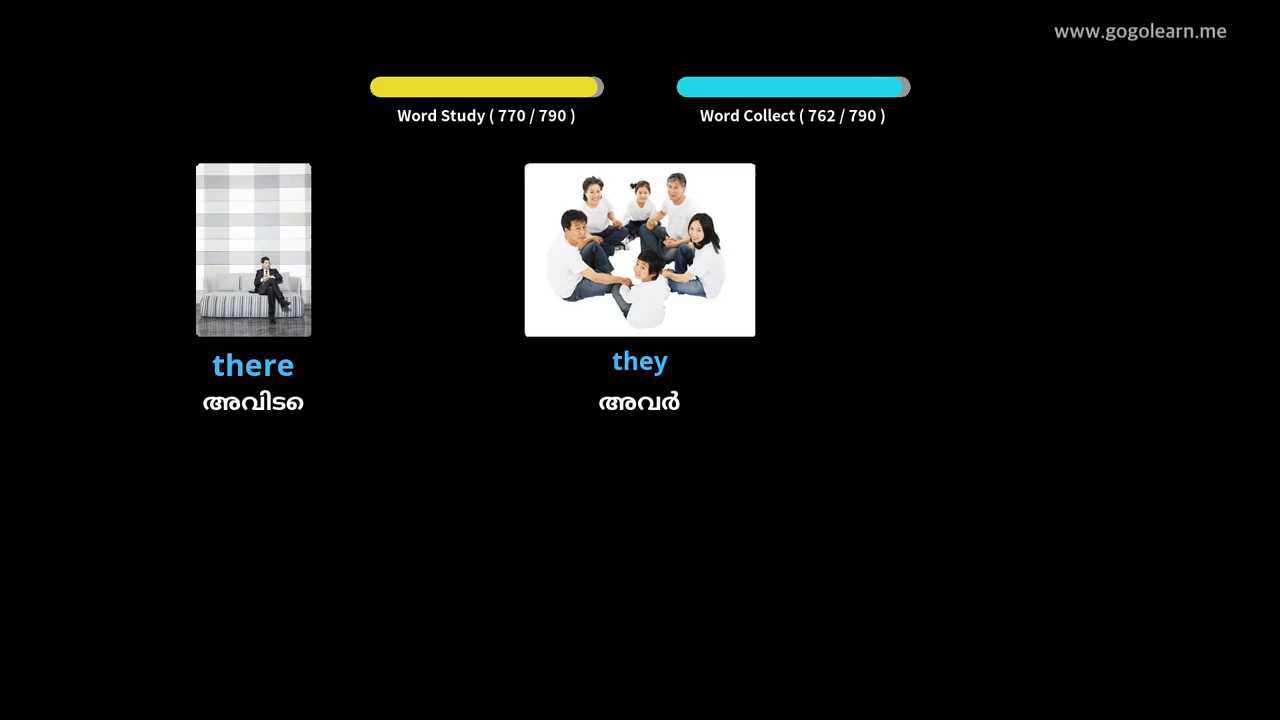 www.gogolearn.me
Word Study ( 770 / 790 )
Word Collect ( 762 / 790 )
there
they
അവിടെ
അവർ